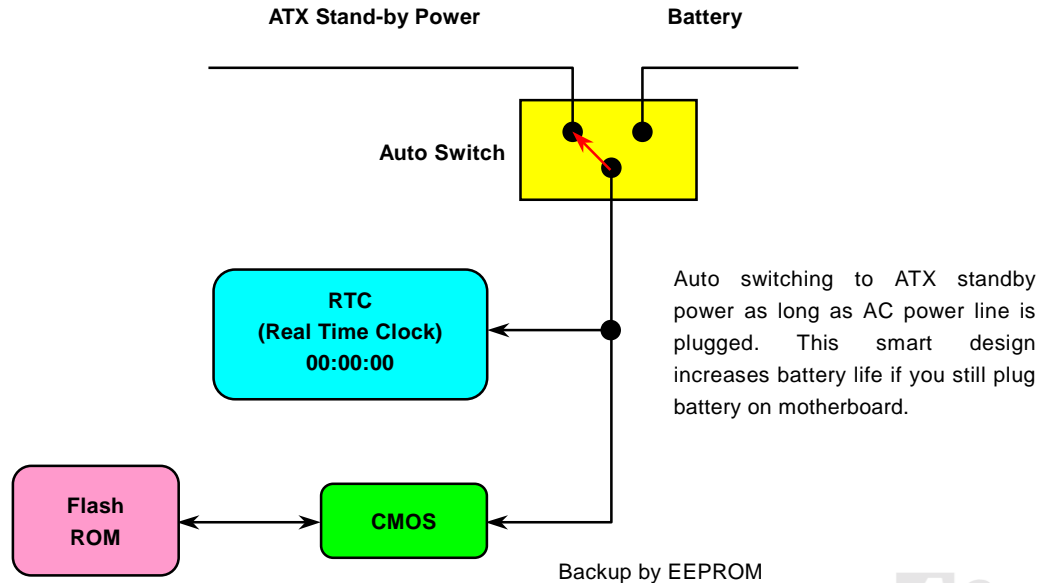 ATX Stand-by Power
Battery
Auto Switch
RTC
(Real Time Clock)
00:00:00
Auto switching to ATX standby
power as long as AC power line is
plugged. This smart design
increases battery life if you still plug
battery on motherboard.
Flash
ROM
CMOS
Backup by EEPROM